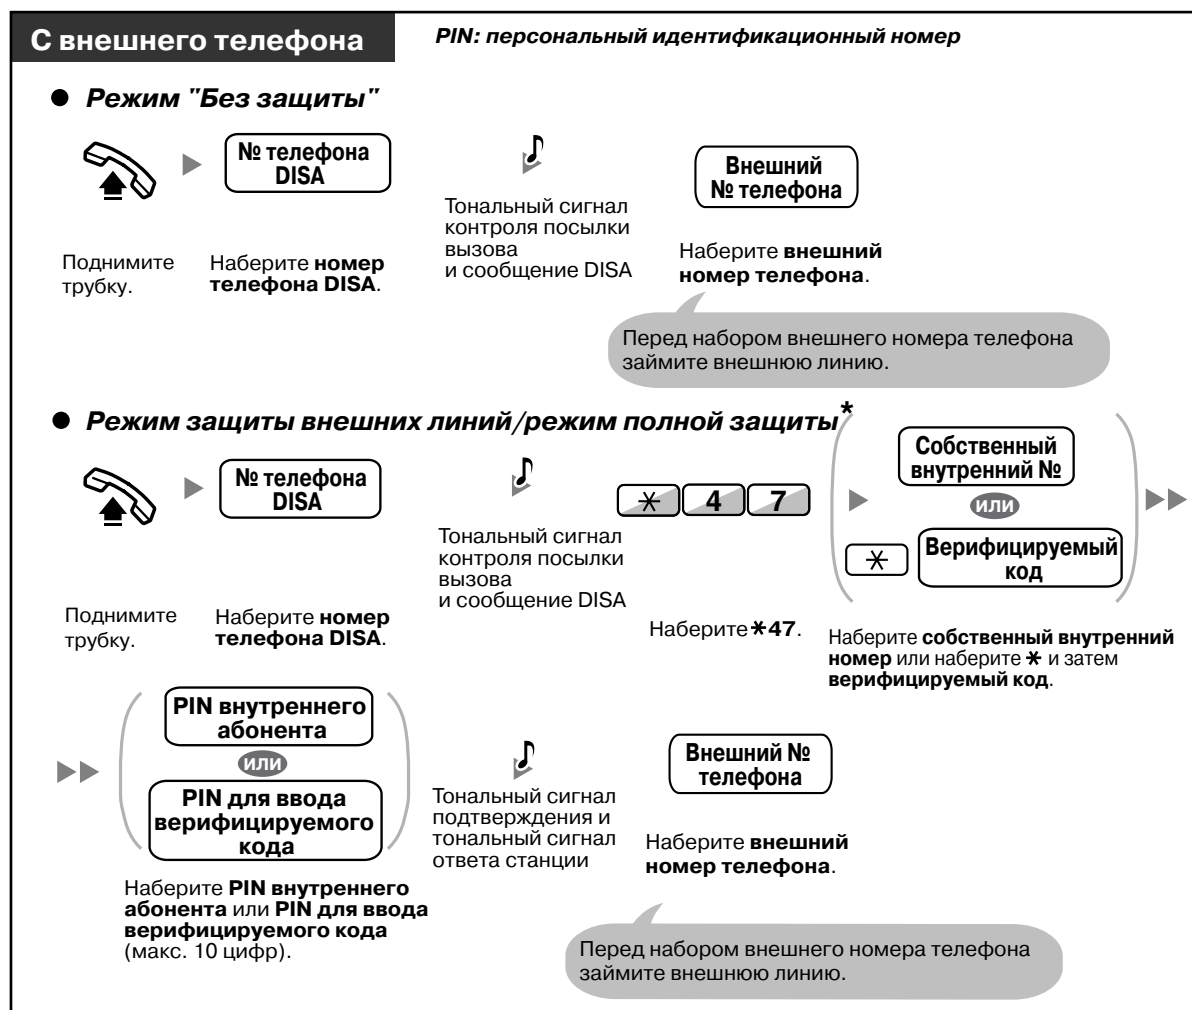 С внешнего телефона
PIN: персональный идентификационный номер
● Режим "Без защиты"
№ телефона
DISA
Внешний
№ телефона
Поднимите
трубку.
Наберите номер
телефона DISA.
Тональный сигнал
контроля посылки
вызова
и сообщение DISA
Наберите внешний
номер телефона.
Перед набором внешнего номера телефона
займите внешнюю линию.
● Режим защиты внешних линий/режим полной защиты*
№ телефона
DISA
* 4 7
Собственный
внутренний №
или
* Верифицируемый
код
Поднимите
трубку.
Наберите номер
телефона DISA.
Тональный сигнал
контроля посылки
вызова
и сообщение DISA
Наберите *47.
Наберите собственный внутренний
номер или наберите * и затем
верифицируемый код.
PIN внутреннего
абонента
или
PIN для ввода
верифицируемого
кода
Внешний №
телефона
Наберите PIN внутреннего
абонента или PIN для ввода
верифицируемого кода
(макс. 10 цифр).
Тональный сигнал
подтверждения и
тональный сигнал
ответа станции
Наберите внешний
номер телефона.
Перед набором внешнего номера телефона
займите внешнюю линию.